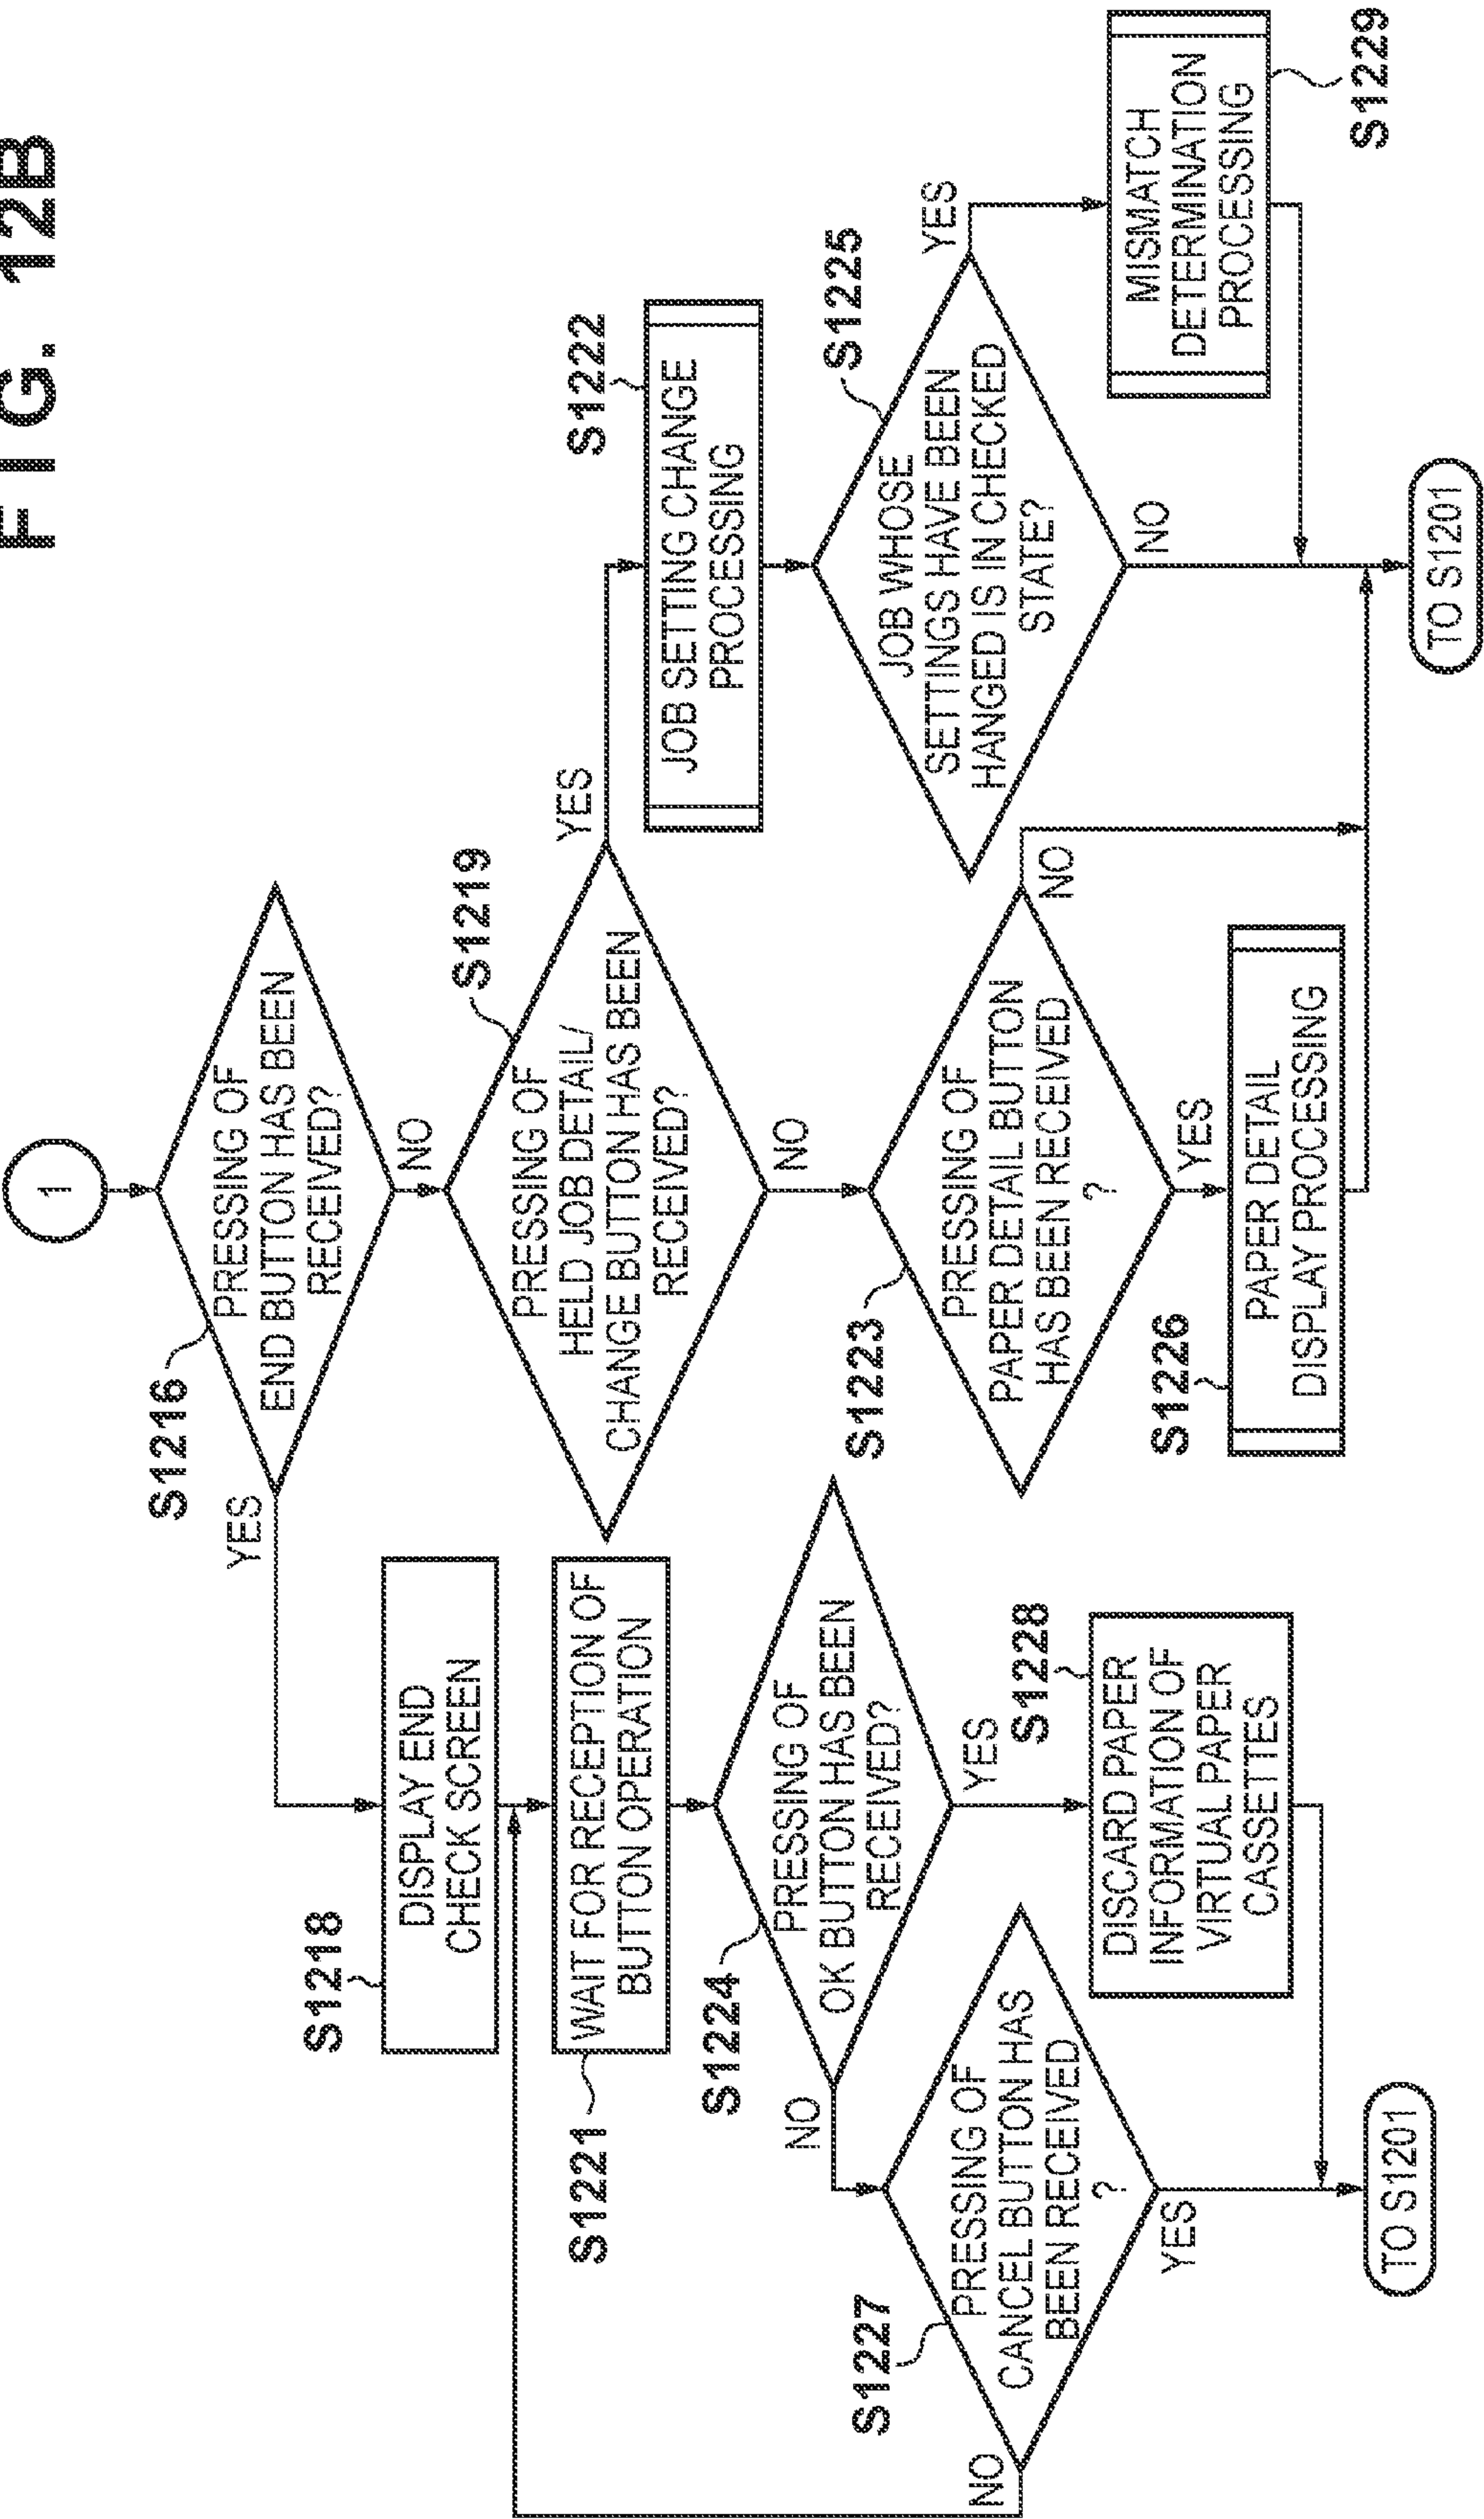 FIG. 12B
1
S1216
PRESSING OF
END BUTTON HAS BEEN
RECEIVED?
YES
NO
S1218
DISPLAY END
CHECK SCREEN
S1219
PRESSING OF
HELD JOB DETAIL/
CHANGE BUTTON HAS BEEN
RECEIVED?
YES
NO
S1221
WAIT FOR RECEPTION OF
BUTTON OPERATION
S1222
JOB SETTING CHANGE
PROCESSING
S1224
PRESSING OF
OK BUTTON HAS BEEN
RECEIVED?
NO
YES
S1223
PRESSING OF
PAPER DETAIL BUTTON
HAS BEEN RECEIVED
?
NO
YES
S1225
JOB WHOSE
SETTINGS HAVE BEEN
HANGED IS IN CHECKED
STATE?
YES
NO
S1227
PRESSING OF
CANCEL BUTTON HAS
BEEN RECEIVED
?
NO
YES
S1228
DISCARD PAPER
INFORMATION OF
VIRTUAL PAPER
CASSETTES
S1226
PAPER DETAIL
DISPLAY PROCESSING
MISMATCH
DETERMINATION
PROCESSING
S1229
TO S1201
TO S1201